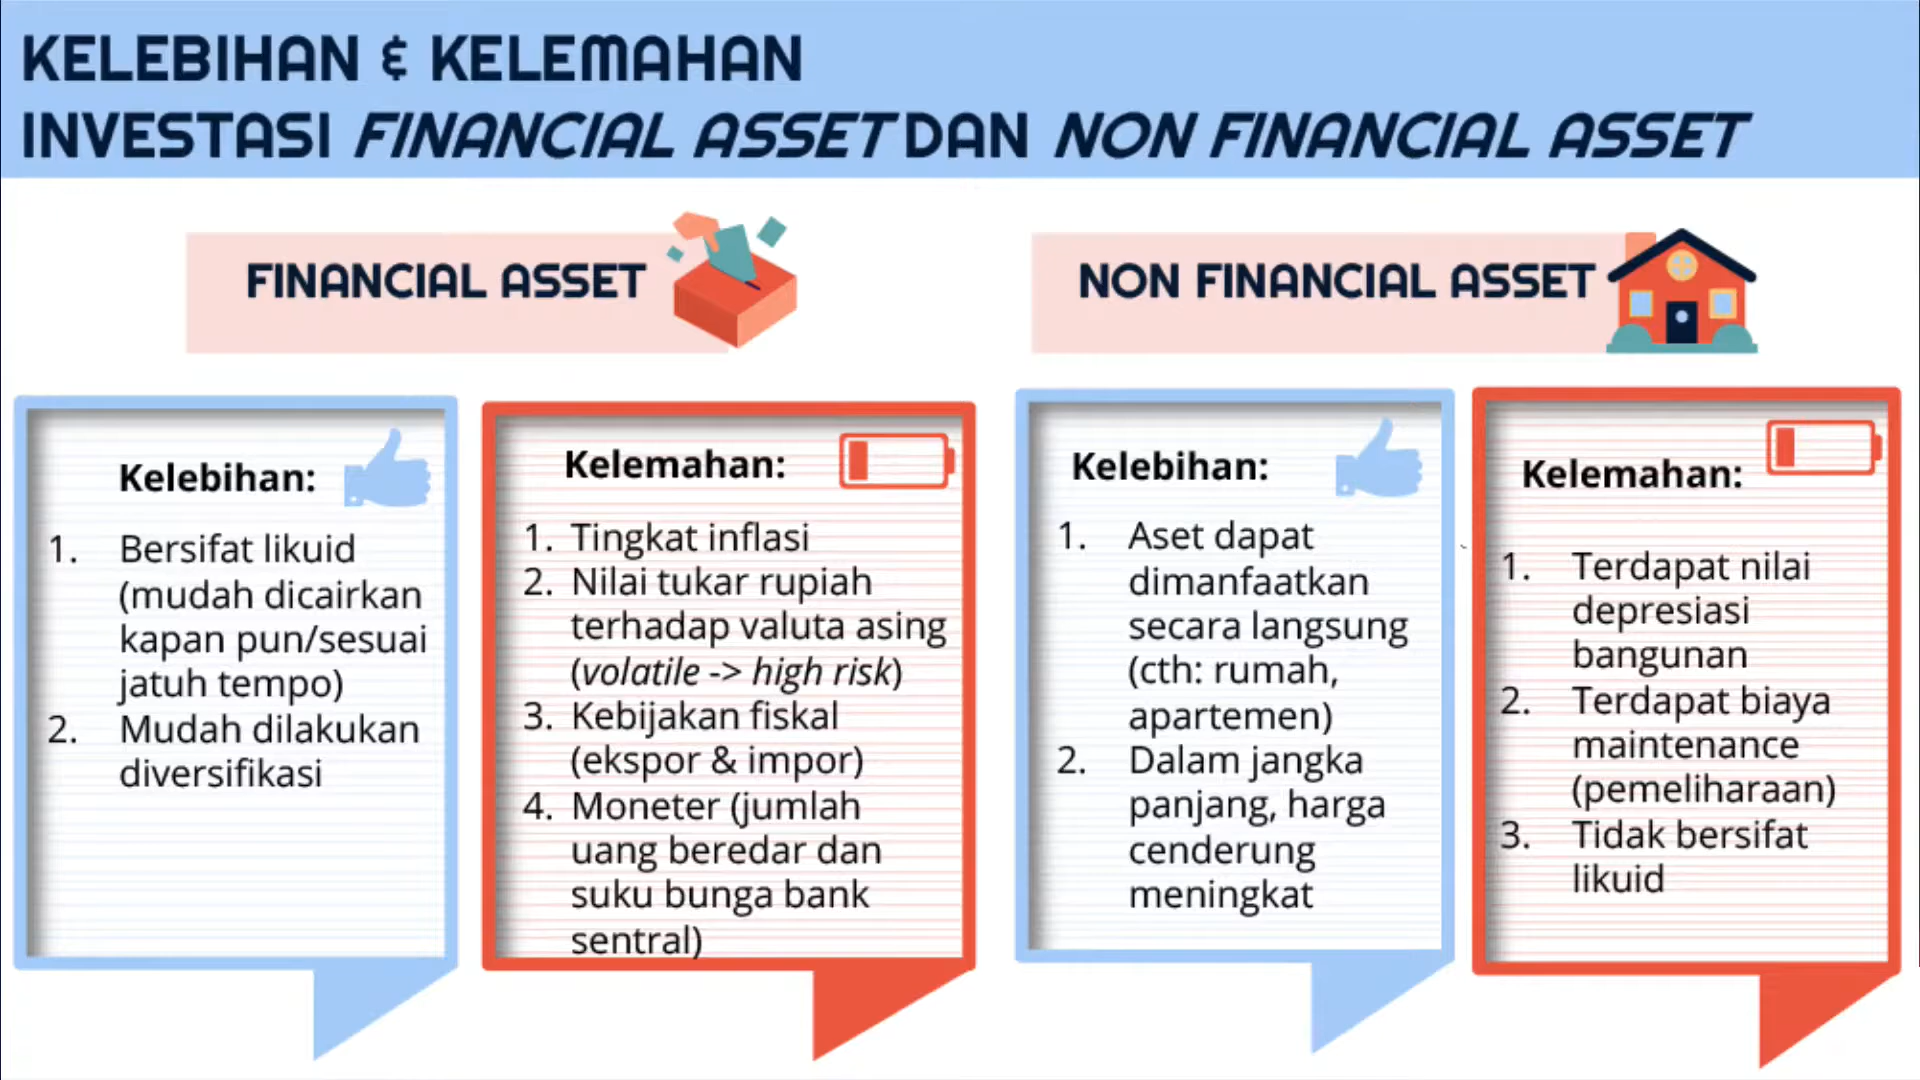 KELEBIHAN & KELEMAHAN
INVESTASI FINANCIAL ASSET DAN NON FINANCIAL ASSET
FINANCIAL ASSET
Kelebihan:
1. Bersifat likuid
(mudah dicairkan
kapan pun/sesuai
jatuh tempo)
2. Mudah dilakukan
diversifikasi
Kelemahan:
1. Tingkat inflasi
2. Nilai tukar rupiah
terhadap valuta asing
(volatile -> high risk)
3. Kebijakan fiskal
(ekspor & impor)
4. Moneter (jumlah
uang beredar dan
suku bunga bank
sentral)
NON FINANCIAL ASSET
Kelebihan:
1. Aset dapat
dimanfaatkan
secara langsung
(cth: rumah,
apartemen)
2. Dalam jangka
panjang, harga
cenderung
meningkat
Kelemahan:
1. Terdapat nilai
depresiasi
bangunan
2. Terdapat biaya
maintenance
(pemeliharaan)
3. Tidak bersifat
likuid